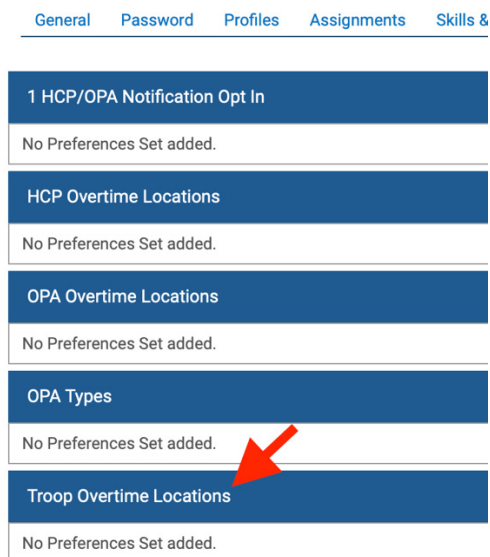 General Password Profiles Assignments Skills &
1 HCP/OPA Notification Opt In
No Preferences Set added.
HCP Overtime Locations
No Preferences Set added.
OPA Overtime Locations
No Preferences Set added.
OPA Types
No Preferences Set added.
Troop Overtime Locations
No Preferences Set added.